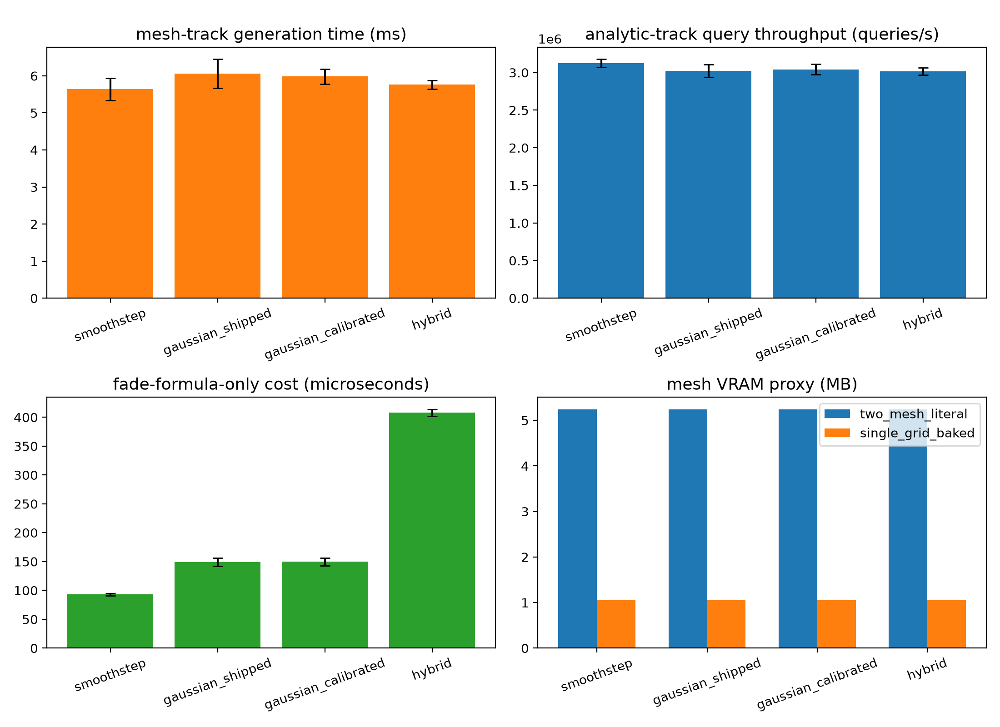 mesh-track generation time (ms)
6
5
4
3
2
1
0
smoothstep
gaussian_shipped
gaussian_calibrated
hybrid
analytic-track query throughput (queries/s)
1e6
3.0
2.5
2.0
1.5
1.0
0.5
0.0
smoothstep
gaussian_shipped
gaussian_calibrated
hybrid
fade-formula-only cost (microseconds)
400
350
300
250
200
150
100
50
0
smoothstep
gaussian_shipped
gaussian_calibrated
hybrid
mesh VRAM proxy (MB)
two_mesh_literal
single_grid_baked
5
4
3
2
1
0
smoothstep
gaussian_shipped
gaussian_calibrated
hybrid